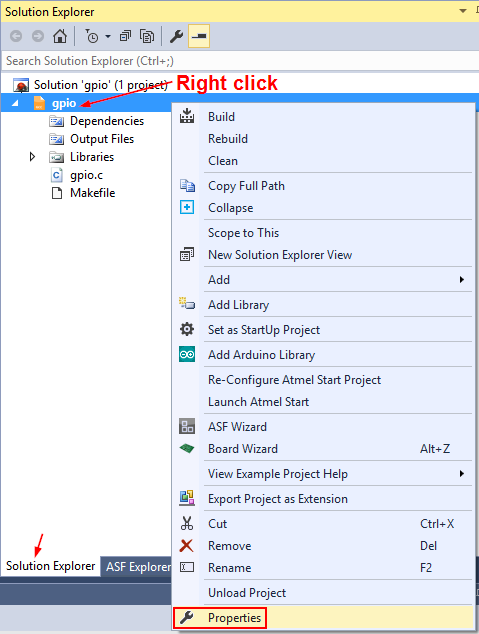 Solution Explorer
Search Solution Explorer (Ctrl+;)
Solution 'gpio' (1 project)
Right click
gpio
Dependencies
Output Files
Libraries
gpio.c
Makefile
Build
Rebuild
Clean
Copy Full Path
Collapse
Scope to This
New Solution Explorer View
Add
Add Library
Set as StartUp Project
Add Arduino Library
Re-Configure Atmel Start Project
Launch Atmel Start
ASF Wizard
Board Wizard Alt+Z
View Example Project Help
Export Project as Extension
Cut Ctrl+X
Remove Del
Rename F2
Unload Project
Properties
Solution Explorer ASF Explorer